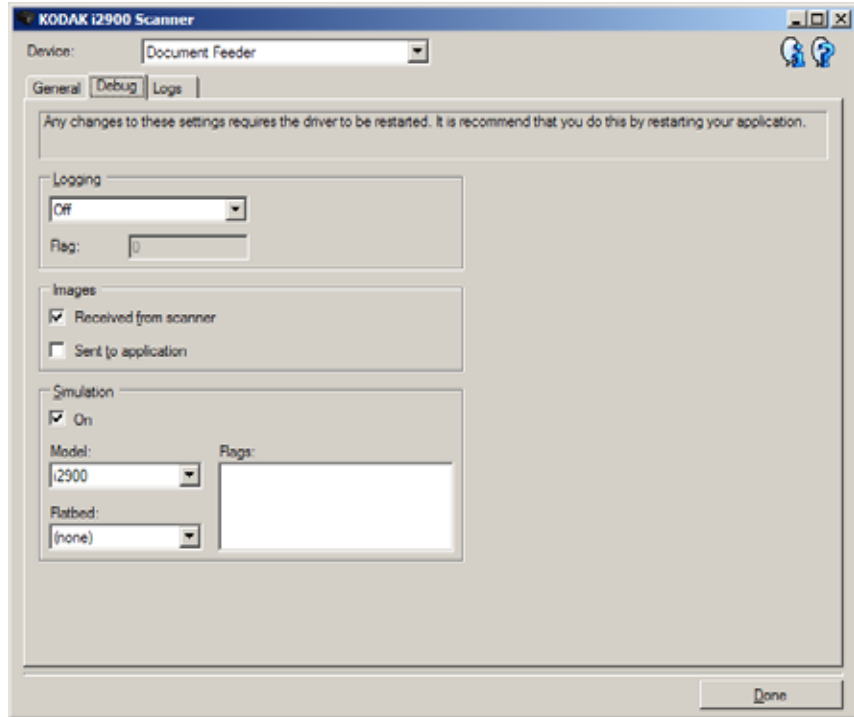 KODAK i2900 Scanner
Device: Document Feeder
General Debug Logs
Any changes to these settings requires the driver to be restarted. It is recommend that you do this by restarting your application.
Logging
Off
Flag: 0
Images
Received from scanner
Sent to application
Simulation
On
Model: Flags:
i2900
Flatbed:
(none)
Done